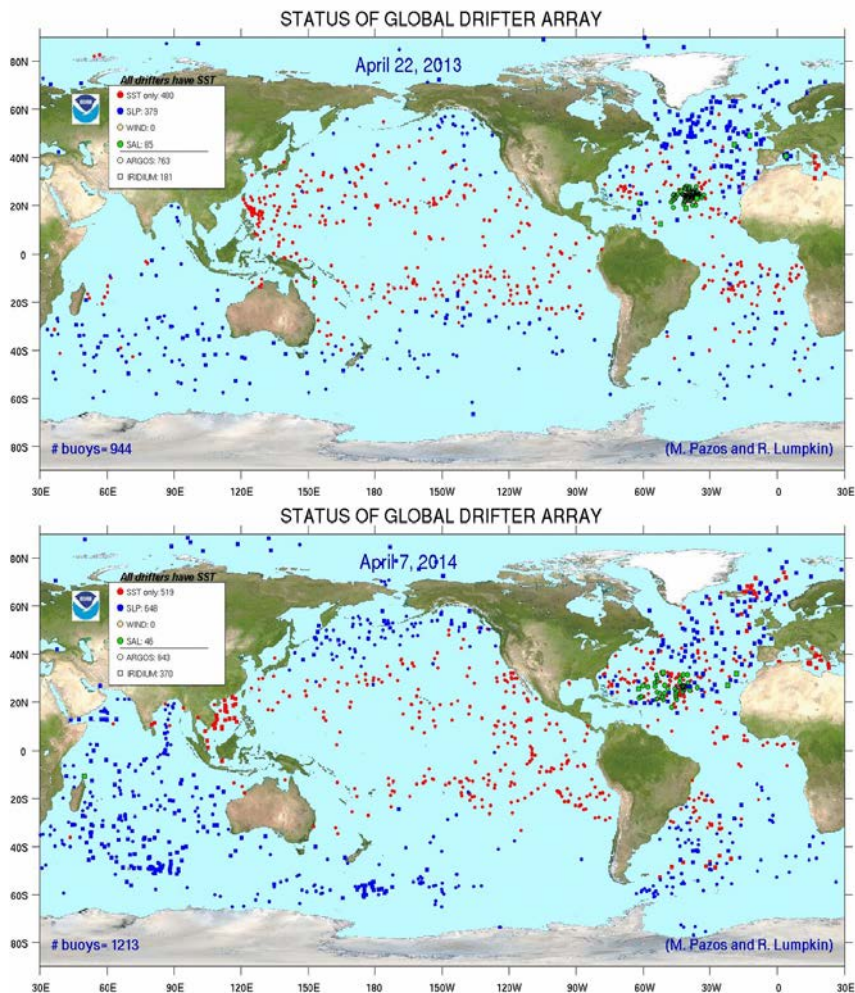 STATUS OF GLOBAL DRIFTER ARRAY
April 22, 2013
All drifters have SST
SST only: 480
SLP: 379
WIND: 0
SAL: 85
ARGOS: 763
IRIDIUM: 181
80N
60N
40N
20N
0
20S
40S
60S
80S
# buoys= 944
(M. Pazos and R. Lumpkin)
30E 60E 90E 120E 150E 180 150W 120W 90W 60W 30W 0 30E
STATUS OF GLOBAL DRIFTER ARRAY
April 7, 2014
All drifters have SST
SST only: 519
SLP: 648
WIND: 0
SAL: 46
ARGOS: 843
IRIDIUM: 370
80N
60N
40N
20N
0
20S
40S
60S
80S
# buoys= 1213
(M. Pazos and R. Lumpkin)
30E 60E 90E 120E 150E 180 150W 120W 90W 60W 30W 0 30E